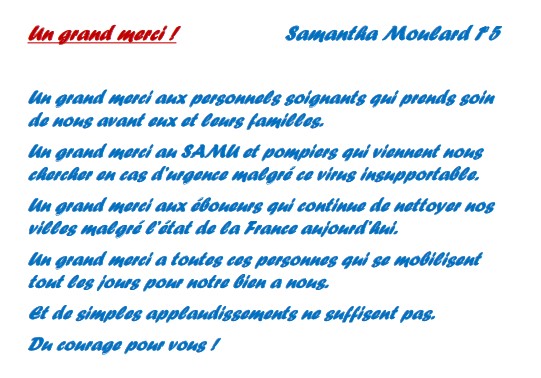 Un grand merci !
Samantha Moulard 1°5
Un grand merci aux personnels soignants qui prends soin
de nous avant eux et leurs familles.
Un grand merci au SAMU et pompiers qui viennent nous
chercher en cas d'urgence malgré ce virus insupportable.
Un grand merci aux éboueurs qui continue de nettoyer nos
villes malgré l'état de la France aujourd'hui.
Un grand merci a toutes ces personnes qui se mobilisent
tout les jours pour notre bien a nous.
Et de simples applaudissements ne suffisent pas.
Du courage pour vous !